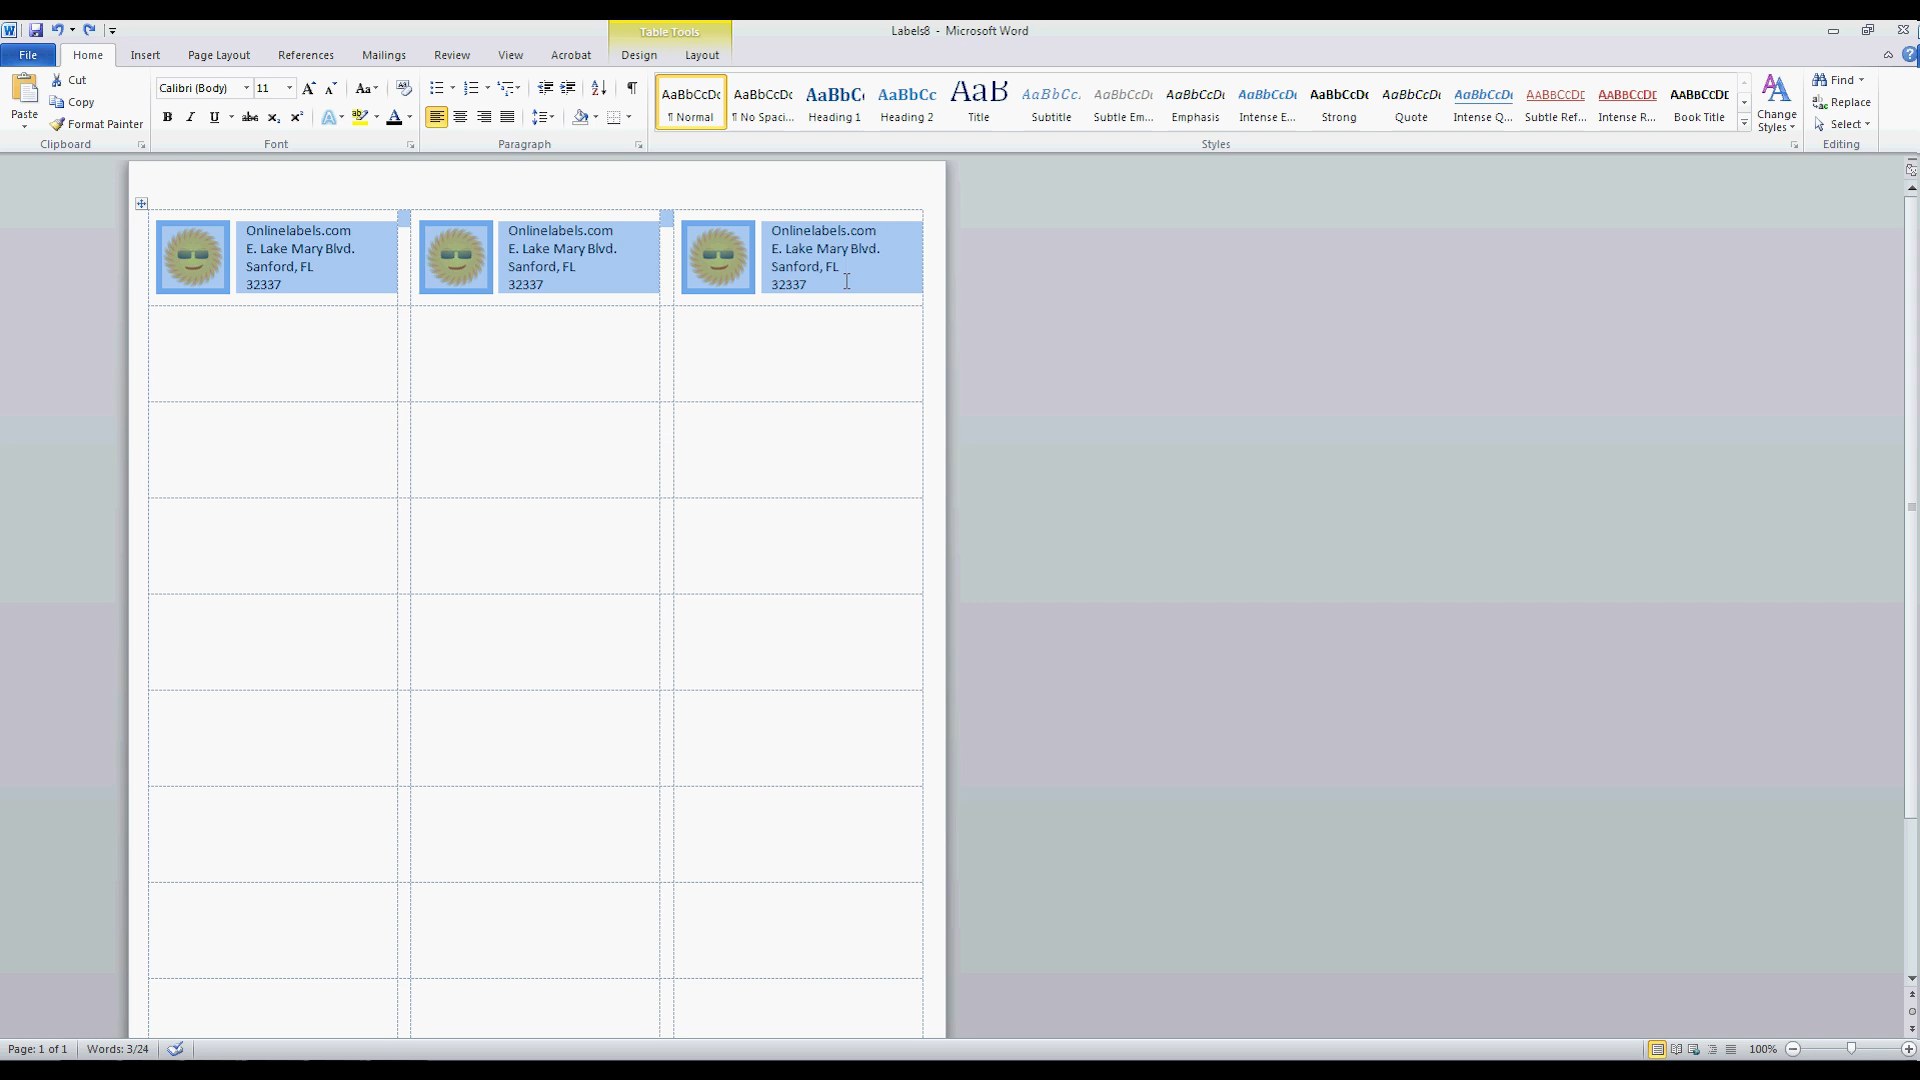 Table Tools
Labels8 - Microsoft Word
File Home Insert Page Layout References Mailings Review View Acrobat Design Layout
Paste
Cut
Copy
Format Painter
Clipboard
Calibri (Body) 11
Font
Paragraph
AaBbCcDc AaBbCcDc AaBbC AaBbCc AaB AaBbCc. AaBbCcDc AaBbCcDc AaBbCcDc AaBbCcDc AaBbCcDc AaBbCcDc AABBCCDE AABBCCDE AABBCCDE
¶ Normal ¶ No Spaci... Heading 1 Heading 2 Title Subtitle Subtle Em... Emphasis Intense E... Strong Quote Intense Q... Subtle Ref... Intense R... Book Title
Change Styles
Styles
Find
Replace
Select
Editing
Onlinelabels.com
E. Lake Mary Blvd.
Sanford, FL
32337
Onlinelabels.com
E. Lake Mary Blvd.
Sanford, FL
32337
Onlinelabels.com
E. Lake Mary Blvd.
Sanford, FL
32337
Page: 1 of 1 Words: 3/24 100%